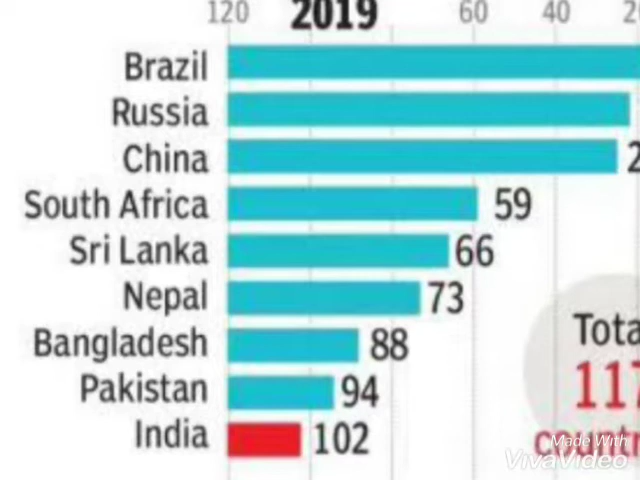 120 2019 60 40
Brazil
Russia
China
South Africa 59
Sri Lanka 66
Nepal 73
Bangladesh 88
Pakistan 94
India 102
117
Made With
VivaVideo